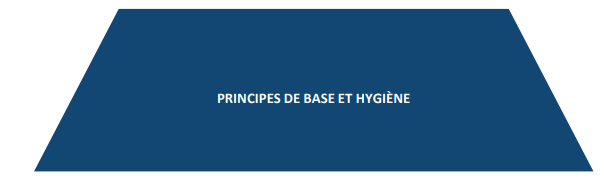 PRINCIPES DE BASE ET HYGIÈNE